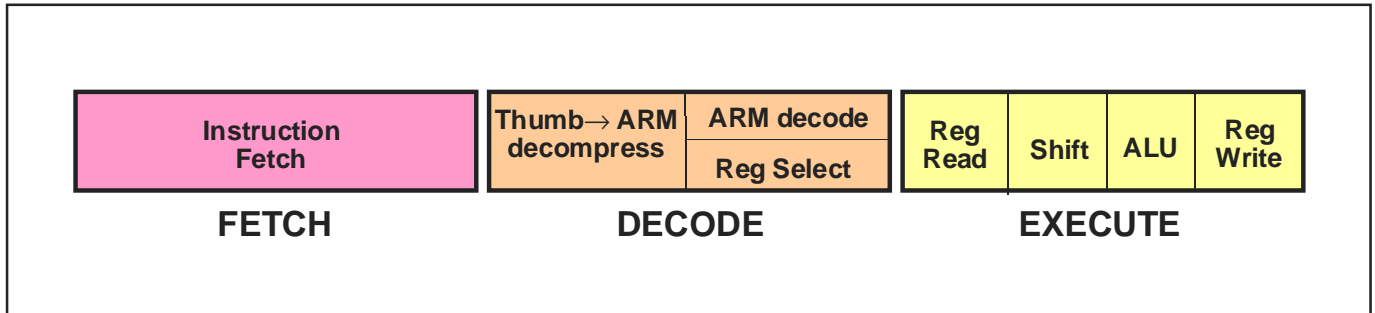 Instruction
Fetch
Thumb→ ARM
decompress
ARM decode
Reg Select
Reg
Read
Shift
ALU
Reg
Write
FETCH
DECODE
EXECUTE